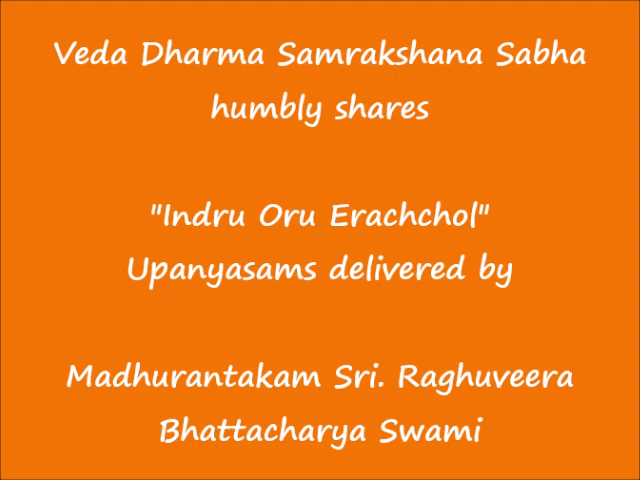 Veda Dharma Samrakshana Sabha
humbly shares
"Indru Oru Erachchol"
Upanyasams delivered by
Madhurantakam Sri. Raghuveera
Bhattacharya Swami